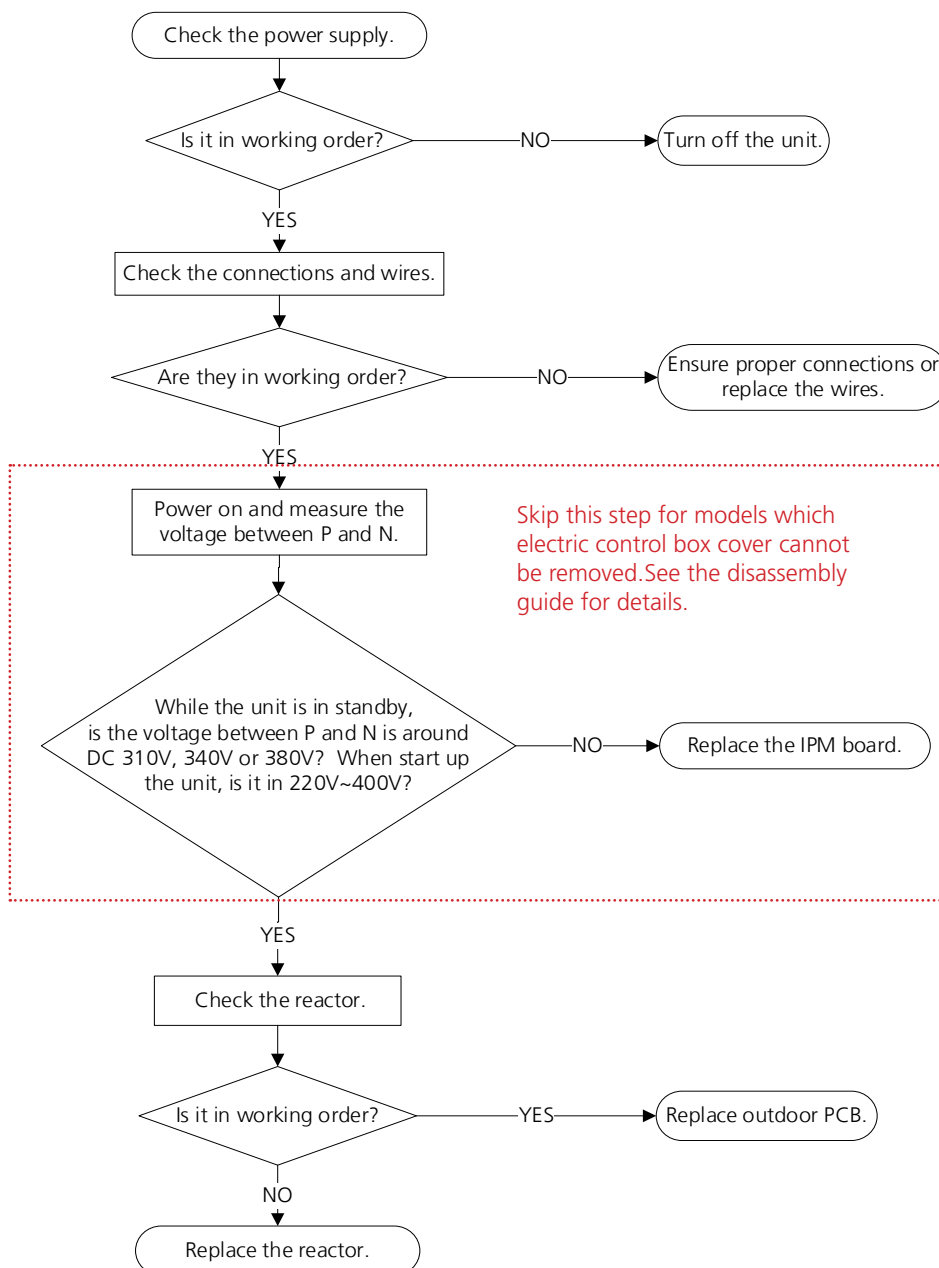 Check the power supply.
Is it in working order?
NO
Turn off the unit.
YES
Check the connections and wires.
Are they in working order?
NO
Ensure proper connections or
replace the wires.
YES
Power on and measure the
voltage between P and N.
Skip this step for models which
electric control box cover cannot
be removed.See the disassembly
guide for details.
While the unit is in standby,
is the voltage between P and N is around
DC 310V, 340V or 380V? When start up
the unit, is it in 220V~400V?
NO
Replace the IPM board.
YES
Check the reactor.
Is it in working order?
YES
Replace outdoor PCB.
NO
Replace the reactor.